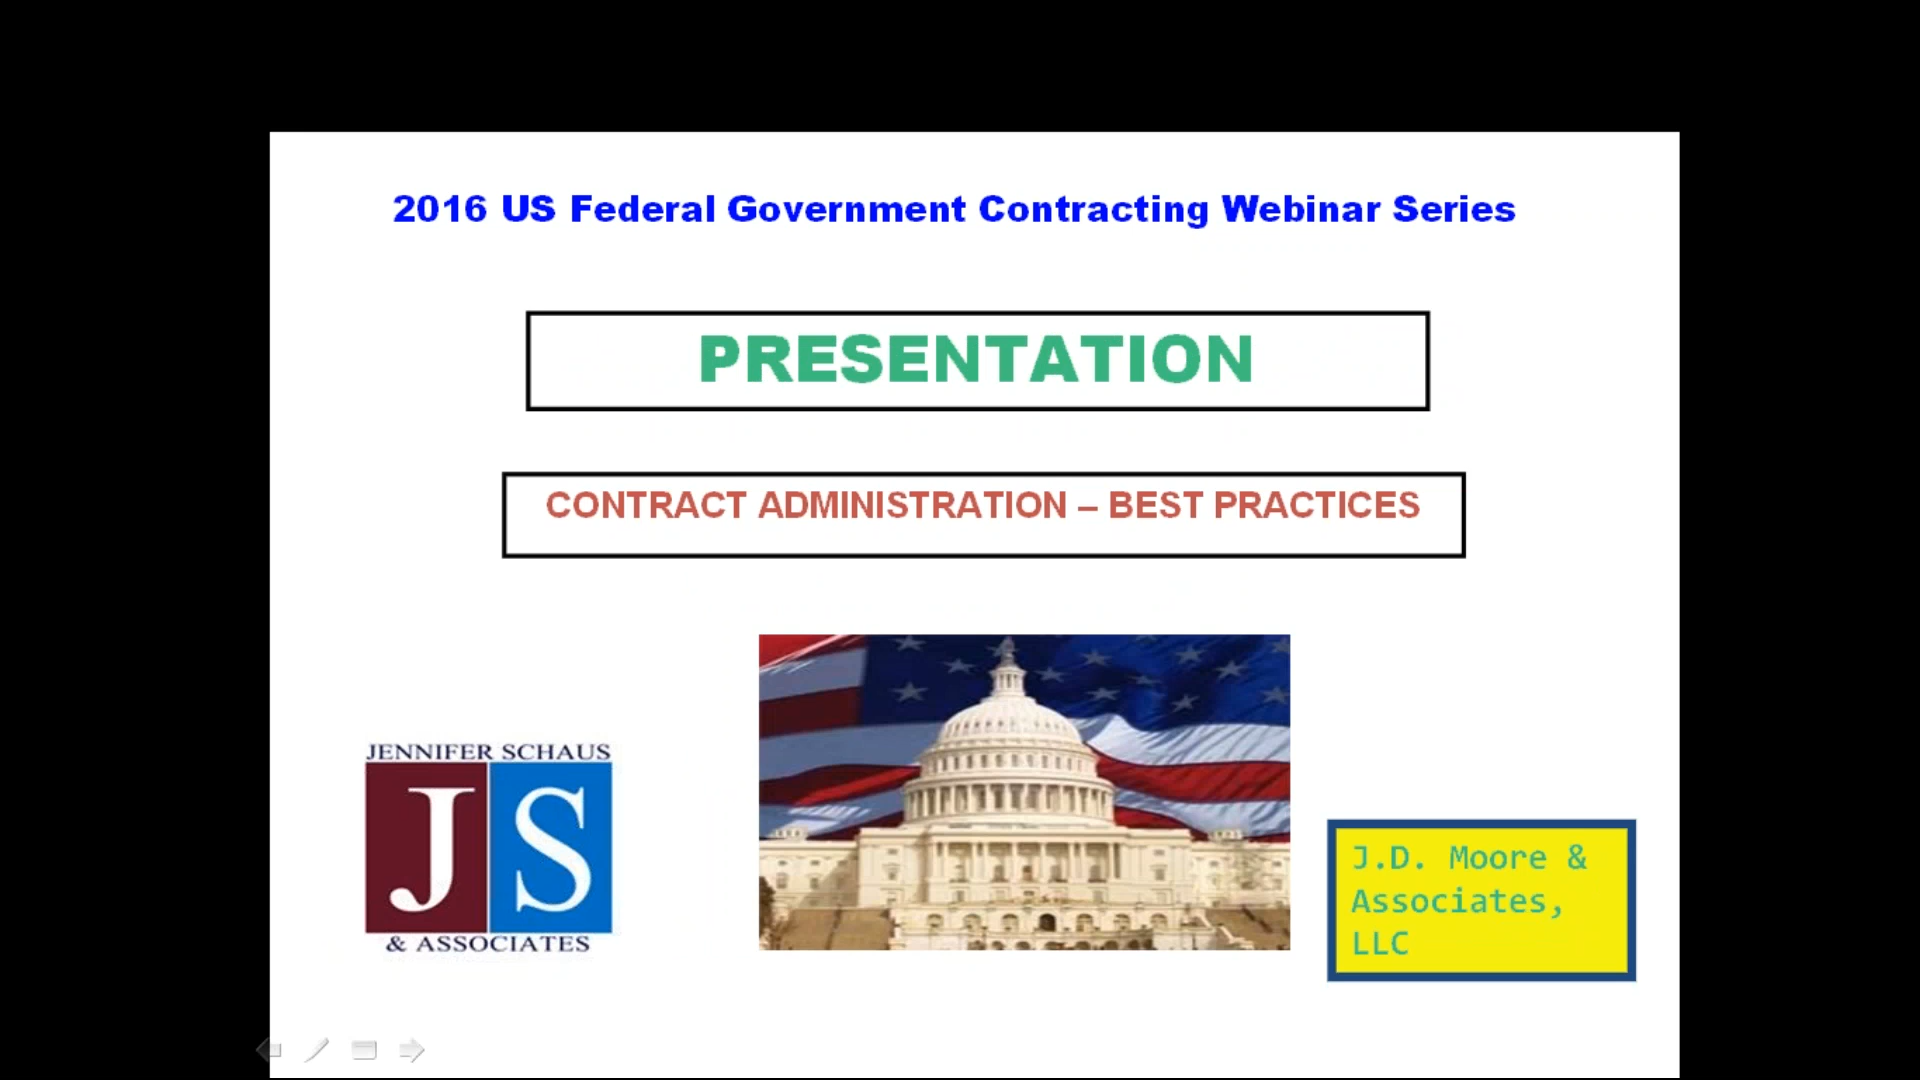 2016 US Federal Government Contracting Webinar Series
PRESENTATION
CONTRACT ADMINISTRATION – BEST PRACTICES
JENNIFER SCHAUS
JS
& ASSOCIATES
J.D. Moore &
Associates,
LLC